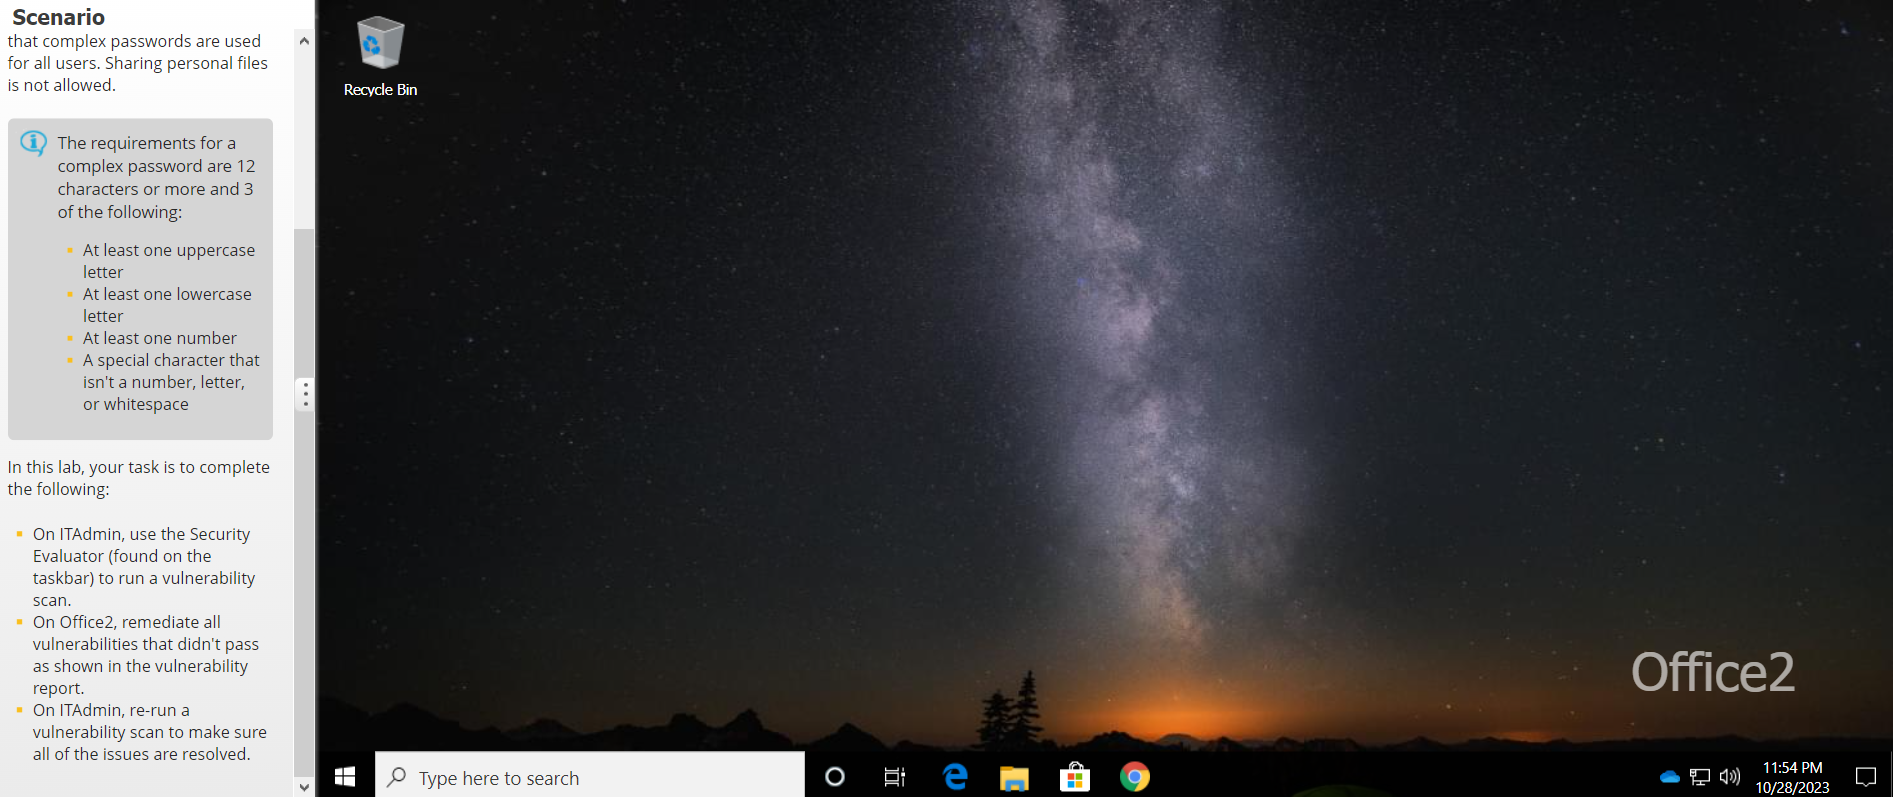 Scenario
that complex passwords are used
for all users. Sharing personal files
is not allowed.
The requirements for a
complex password are 12
characters or more and 3
of the following:
At least one uppercase
letter
At least one lowercase
letter
At least one number
A special character that
isn't a number, letter,
or whitespace
In this lab, your task is to complete
the following:
On ITAdmin, use the Security
Evaluator (found on the
taskbar) to run a vulnerability
scan.
On Office2, remediate all
vulnerabilities that didn't pass
as shown in the vulnerability
report.
On ITAdmin, re-run a
vulnerability scan to make sure
all of the issues are resolved.
Recycle Bin
Office2
Type here to search
11:54 PM
10/28/2023